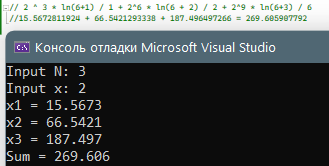 // 2 ^ 3 * ln(6+1) / 1 + 2^6 * ln(6 + 2) / 2 + 2^9 * ln(6+3) / 6
//15.5672811924 + 66.5421293338 + 187.496497266 = 269.605907792
Консоль отладки Microsoft Visual Studio
Input N: 3
Input x: 2
x1 = 15.5673
x2 = 66.5421
x3 = 187.497
Sum = 269.606